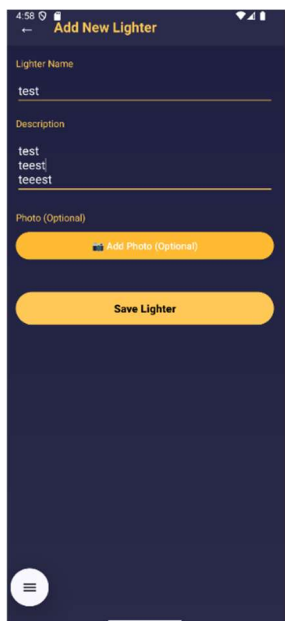 4:58
← Add New Lighter
Lighter Name
test
Description
test
teest
teeest
Photo (Optional)
📷 Add Photo (Optional)
Save Lighter